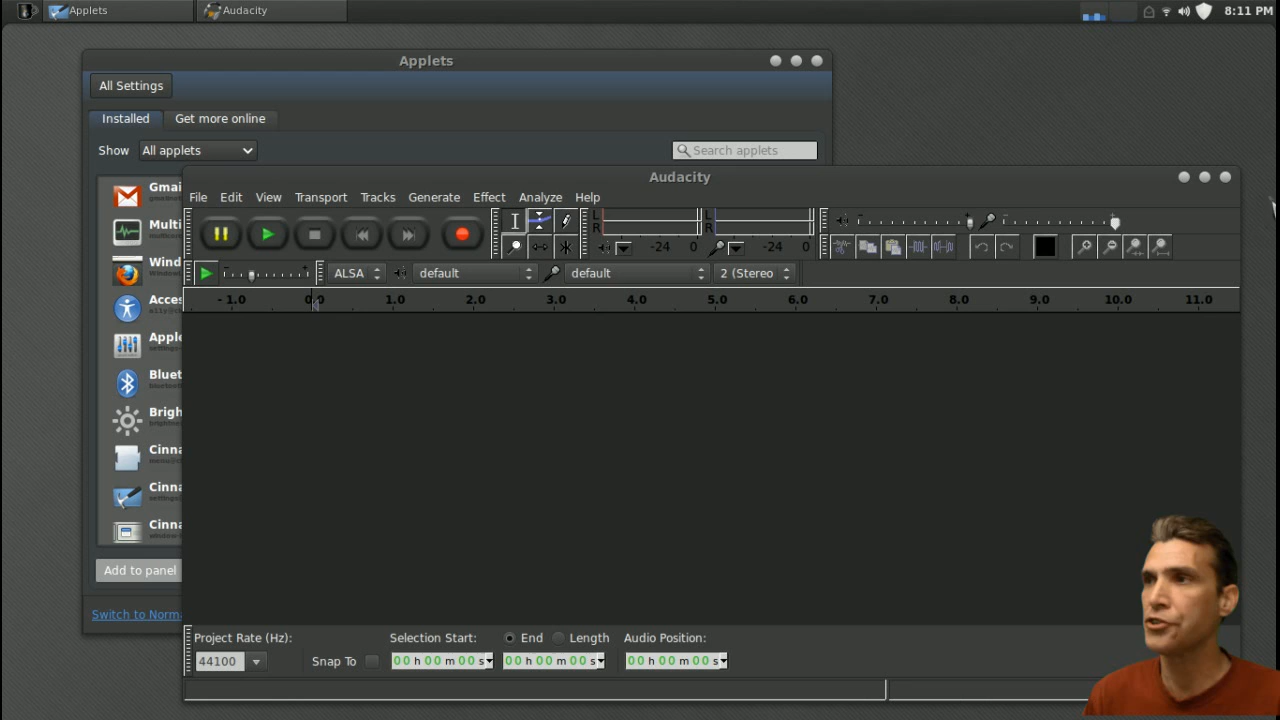 Applets
Audacity
8:11 PM
Applets
All Settings
Installed
Get more online
Show
All applets
Search applets
Gmai
Multi
Wind
Acces
Apple
Bluet
Brigh
Cinna
Cinna
Cinna
Add to panel
Switch to Norma
Audacity
File Edit View Transport Tracks Generate Effect Analyze Help
L
R
-24 0
L
R
-24 0
ALSA
default
default
2 (Stereo
- 1.0 0.0 1.0 2.0 3.0 4.0 5.0 6.0 7.0 8.0 9.0 10.0 11.0
Project Rate (Hz):
Selection Start:
End
Length
Audio Position:
44100
Snap To
00 h 00 m 00 s
00 h 00 m 00 s
00 h 00 m 00 s